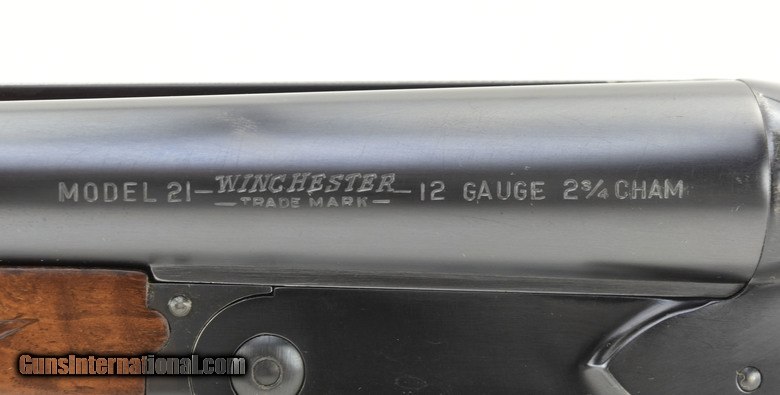 MODEL 21-WINCHESTER-12 GAUGE 2¾ CHAM
-TRADE MARK-
GunsInternational.com